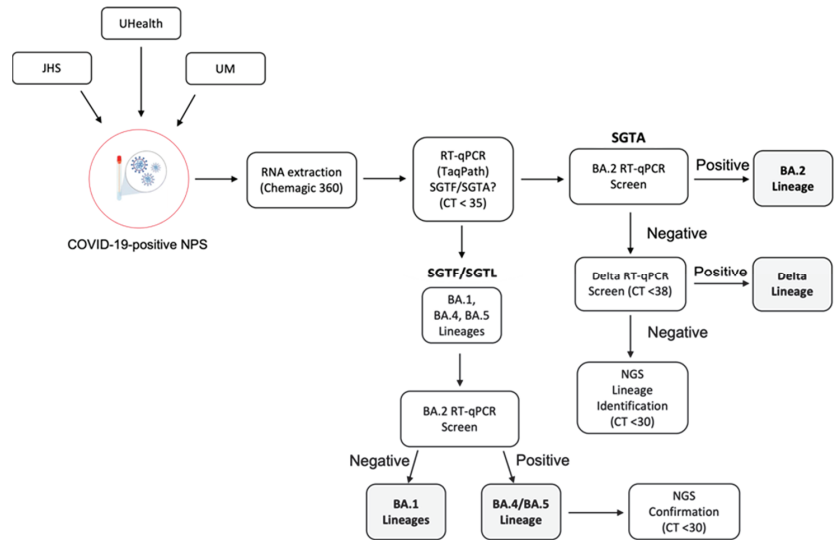 UHealth
JHS
UM
COVID-19-positive NPS
RNA extraction
(Chemagic 360)
RT-qPCR
(TaqPath)
SGTF/SGTA?
(CT < 35)
SGTA
BA.2 RT-qPCR
Screen
Positive
BA.2
Lineage
Negative
Delta RT-qPCR
Screen (CT <38)
Positive
Delta
Lineage
Negative
NGS
Lineage
Identification
(CT <30)
SGTF/SGTL
BA.1,
BA.4, BA.5
Lineages
BA.2 RT-qPCR
Screen
Negative
Positive
BA.1
Lineages
BA.4/BA.5
Lineage
NGS
Confirmation
(CT <30)